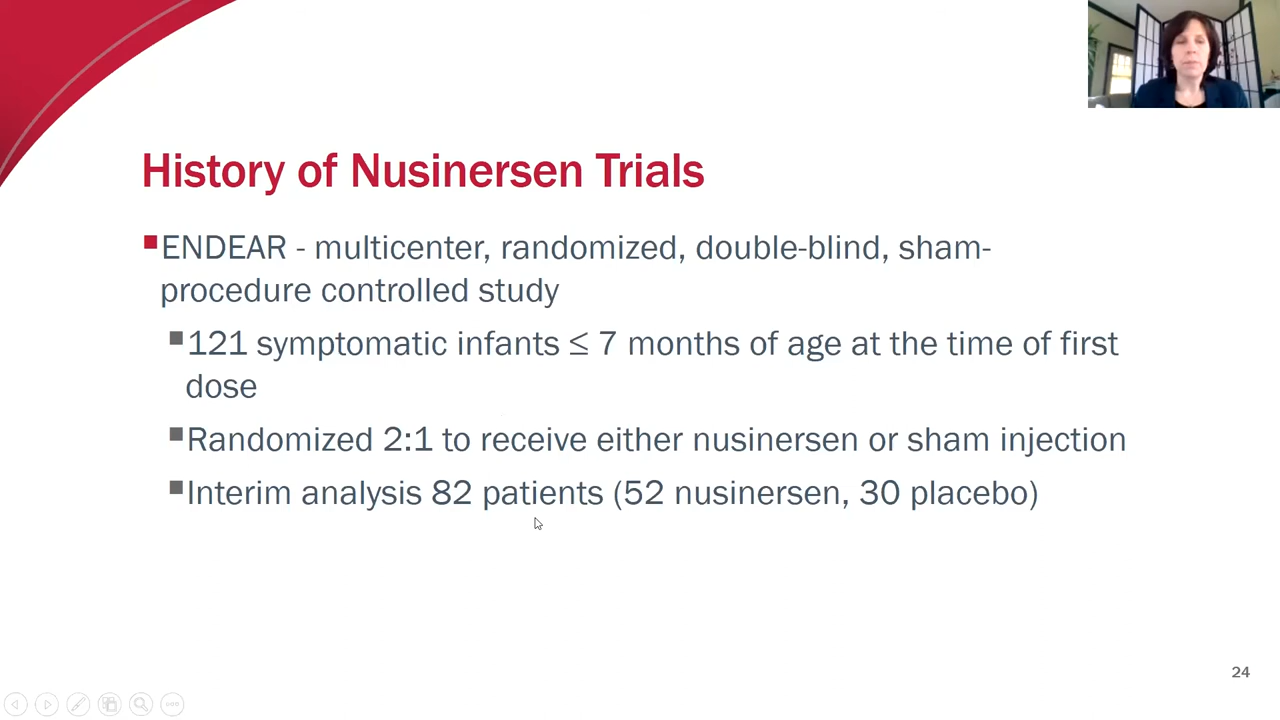 History of Nusinersen Trials
ENDEAR - multicenter, randomized, double-blind, sham-
procedure controlled study
121 symptomatic infants ≤ 7 months of age at the time of first
dose
Randomized 2:1 to receive either nusinersen or sham injection
Interim analysis 82 patients (52 nusinersen, 30 placebo)
24